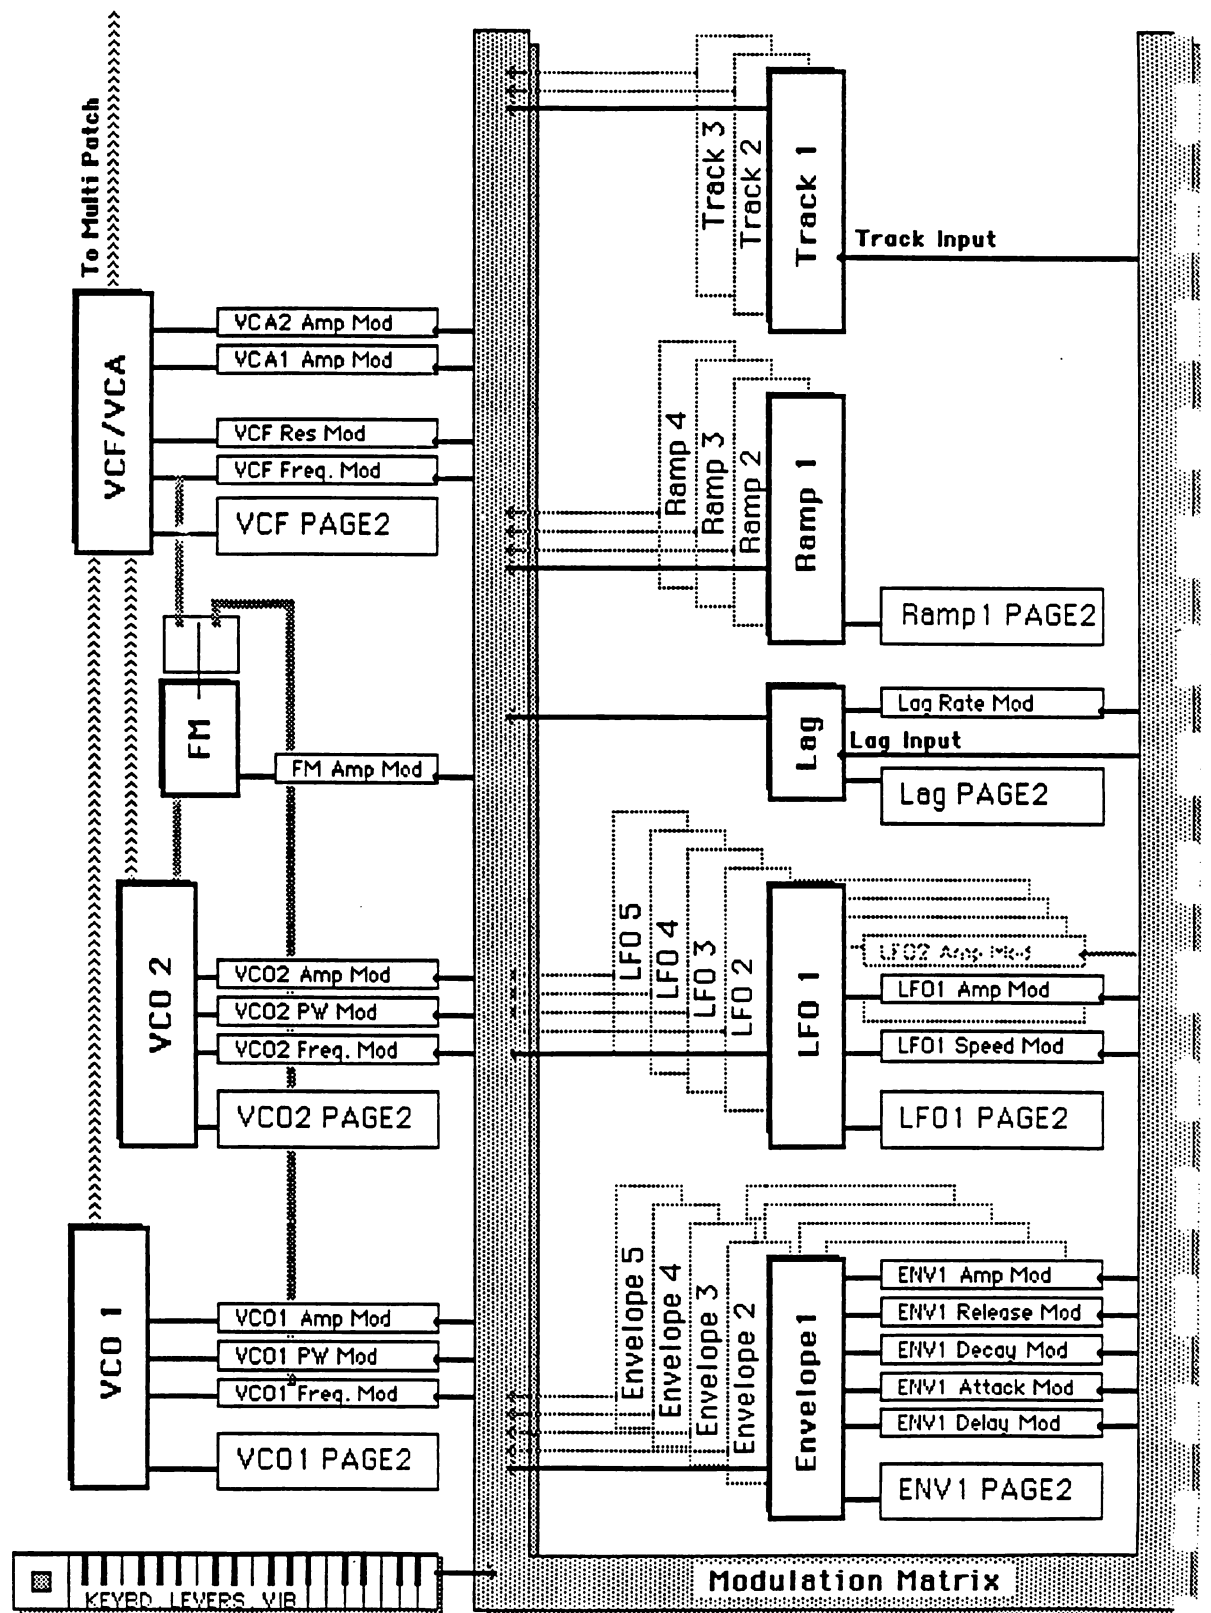 To Multi Patch
VCF/VCA
VCA2 Amp Mod
VCA1 Amp Mod
VCF Res Mod
VCF Freq. Mod
VCF PAGE2
FM
FM Amp Mod
VCO 2
VCO2 Amp Mod
VCO2 PW Mod
VCO2 Freq. Mod
VCO2 PAGE2
VCO 1
VCO1 Amp Mod
VCO1 PW Mod
VCO1 Freq. Mod
VCO1 PAGE2
KEYBD, LEVERS, VIB
Track 3
Track 2
Track 1
Track Input
Ramp 4
Ramp 3
Ramp 2
Ramp 1
Ramp1 PAGE2
Lag
Lag Rate Mod
Lag Input
Lag PAGE2
LFO 5
LFO 4
LFO 3
LFO 2
LFO 1
LFO2 Amp Mod
LFO1 Amp Mod
LFO1 Speed Mod
LFO1 PAGE2
Envelope 5
Envelope 4
Envelope 3
Envelope 2
Envelope1
ENV1 Amp Mod
ENV1 Release Mod
ENV1 Decay Mod
ENV1 Attack Mod
ENV1 Delay Mod
ENV1 PAGE2
Modulation Matrix